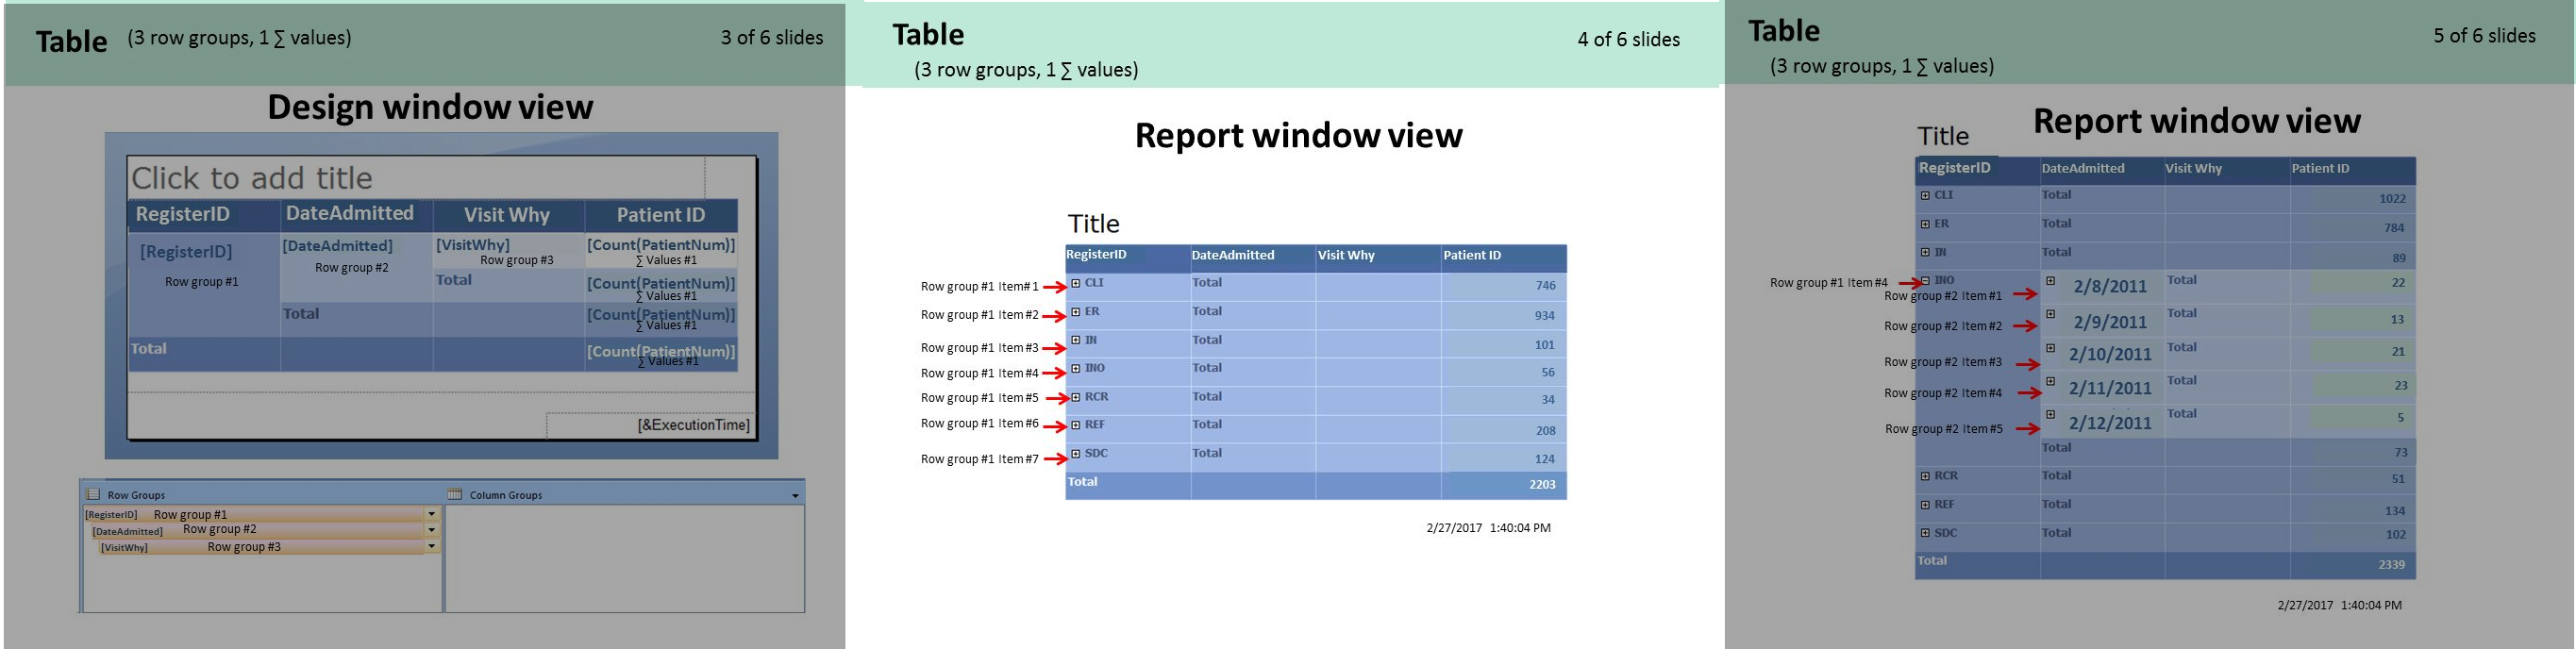 Table (3 row groups, 1 ∑ values) 3 of 6 slides
Design window view
Click to add title
RegisterID DateAdmitted Visit Why Patient ID
[RegisterID] [DateAdmitted] [VisitWhy] [Count(PatientNum)]
Row group #1 Row group #2 Row group #3 ∑ Values #1
Total [Count(PatientNum)]
∑ Values #1
Total [Count(PatientNum)]
∑ Values #1
Total [Count(PatientNum)]
∑ Values #1
[&ExecutionTime]
Row Groups Column Groups
[RegisterID] Row group #1
[DateAdmitted] Row group #2
[VisitWhy] Row group #3
Table 4 of 6 slides
(3 row groups, 1 ∑ values)
Report window view
Title
RegisterID DateAdmitted Visit Why Patient ID
Row group #1 Item# 1 CLI Total 746
Row group #1 Item #2 ER Total 934
Row group #1 Item #3 IN Total 101
Row group #1 Item #4 INO Total 56
Row group #1 Item #5 RCR Total 34
Row group #1 Item #6 REF Total 208
Row group #1 Item #7 SDC Total 124
Total 2203
2/27/2017 1:40:04 PM
Table 5 of 6 slides
(3 row groups, 1 ∑ values)
Report window view
Title
RegisterID DateAdmitted Visit Why Patient ID
CLI Total 1022
ER Total 784
IN Total 89
Row group #1 Item #4 INO 2/8/2011 Total 22
Row group #2 Item #1
Row group #2 Item #2 2/9/2011 Total 13
Row group #2 Item #3 2/10/2011 Total 21
Row group #2 Item #4 2/11/2011 Total 23
Row group #2 Item #5 2/12/2011 Total 5
Total 73
RCR Total 51
REF Total 134
SDC Total 102
Total 2339
2/27/2017 1:40:04 PM